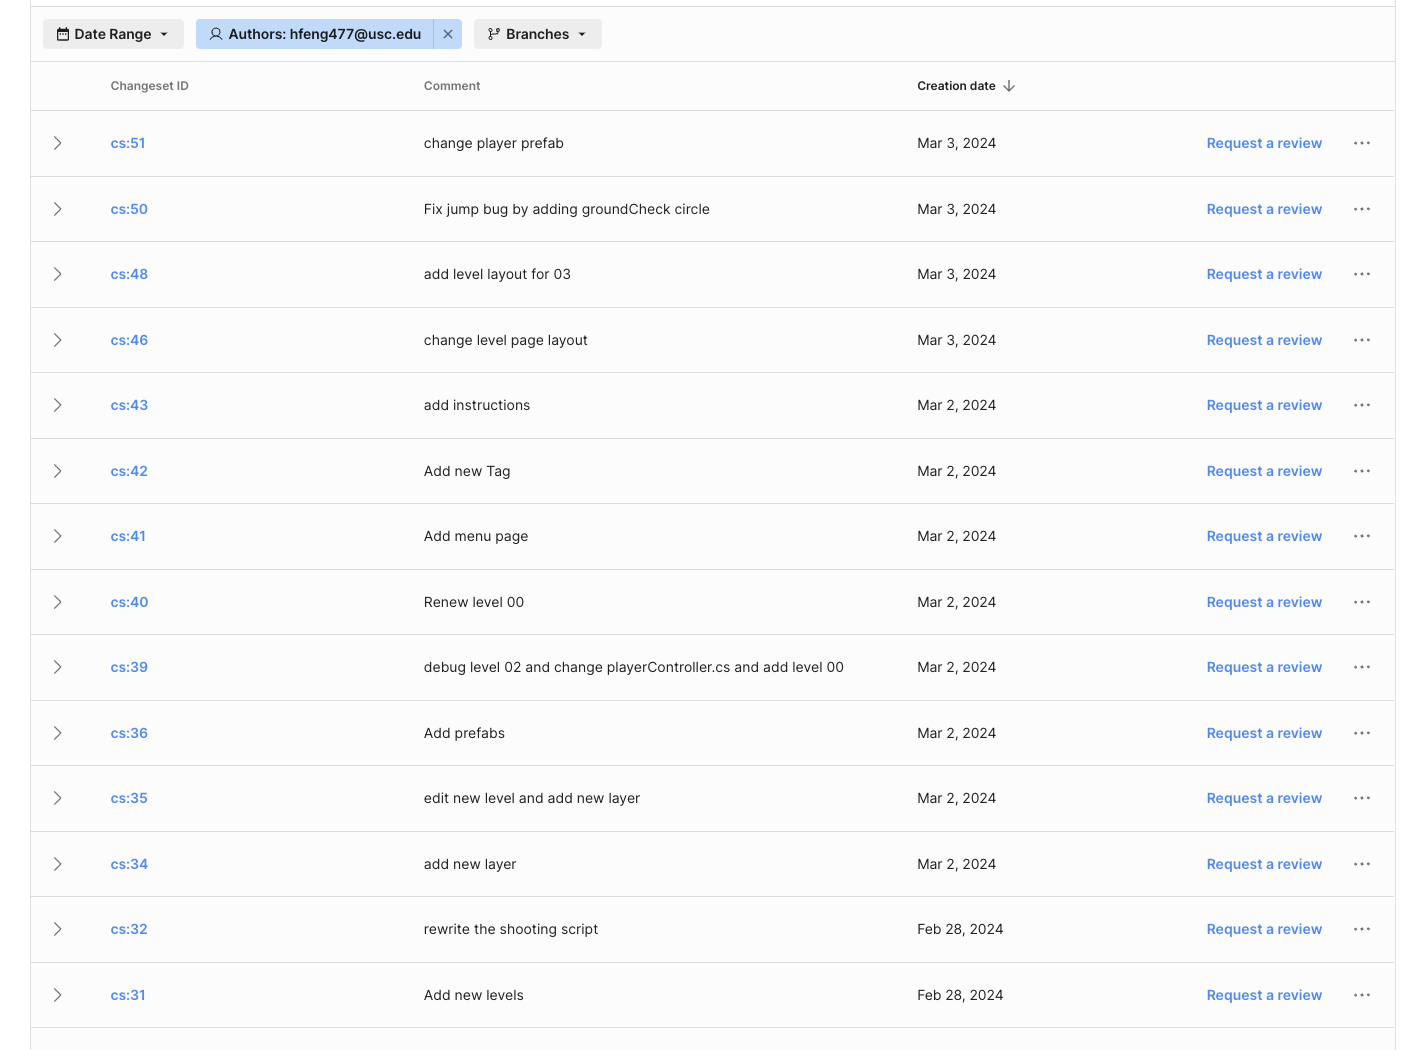 Date Range Authors: hfeng477@usc.edu Branches
Changeset ID Comment Creation date
cs:51 change player prefab Mar 3, 2024 Request a review
cs:50 Fix jump bug by adding groundCheck circle Mar 3, 2024 Request a review
cs:48 add level layout for 03 Mar 3, 2024 Request a review
cs:46 change level page layout Mar 3, 2024 Request a review
cs:43 add instructions Mar 2, 2024 Request a review
cs:42 Add new Tag Mar 2, 2024 Request a review
cs:41 Add menu page Mar 2, 2024 Request a review
cs:40 Renew level 00 Mar 2, 2024 Request a review
cs:39 debug level 02 and change playerController.cs and add level 00 Mar 2, 2024 Request a review
cs:36 Add prefabs Mar 2, 2024 Request a review
cs:35 edit new level and add new layer Mar 2, 2024 Request a review
cs:34 add new layer Mar 2, 2024 Request a review
cs:32 rewrite the shooting script Feb 28, 2024 Request a review
cs:31 Add new levels Feb 28, 2024 Request a review